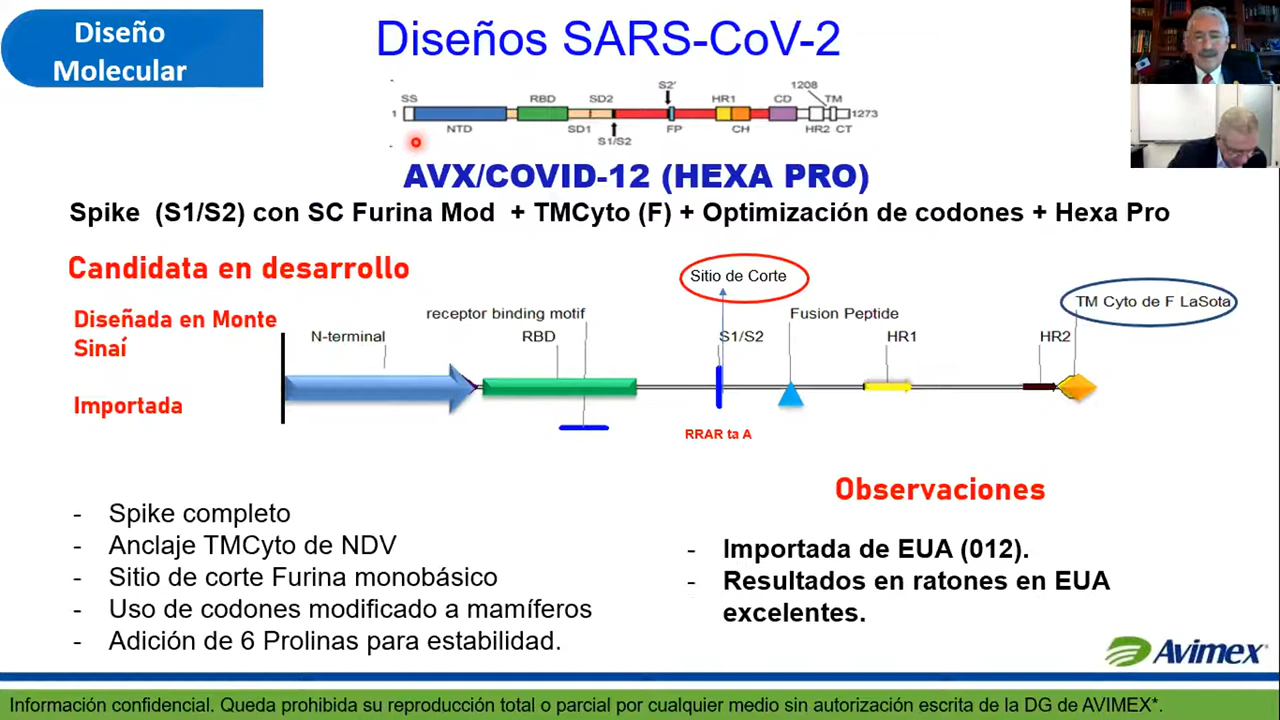 Diseño
Molecular
Diseños SARS-CoV-2
S2' 1208
SS RBD SD2 HR1 CD TM
1 1273
NTD SD1 FP CH HR2 CT
S1/S2
AVX/COVID-12 (HEXA PRO)
Spike (S1/S2) con SC Furina Mod + TMCyto (F) + Optimización de codones + Hexa Pro
Candidata en desarrollo
Diseñada en Monte
Sinaí
Importada
Sitio de Corte
TM Cyto de F LaSota
receptor binding motif
Fusion Peptide
N-terminal RBD S1/S2 HR1 HR2
RRAR ta A
- Spike completo
- Anclaje TMCyto de NDV
- Sitio de corte Furina monobásico
- Uso de codones modificado a mamíferos
- Adición de 6 Prolinas para estabilidad.
Observaciones
- Importada de EUA (012).
- Resultados en ratones en EUA
excelentes.
Avimex
Información confidencial. Queda prohibida su reproducción total o parcial por cualquier medio sin autorización escrita de la DG de AVIMEX*.